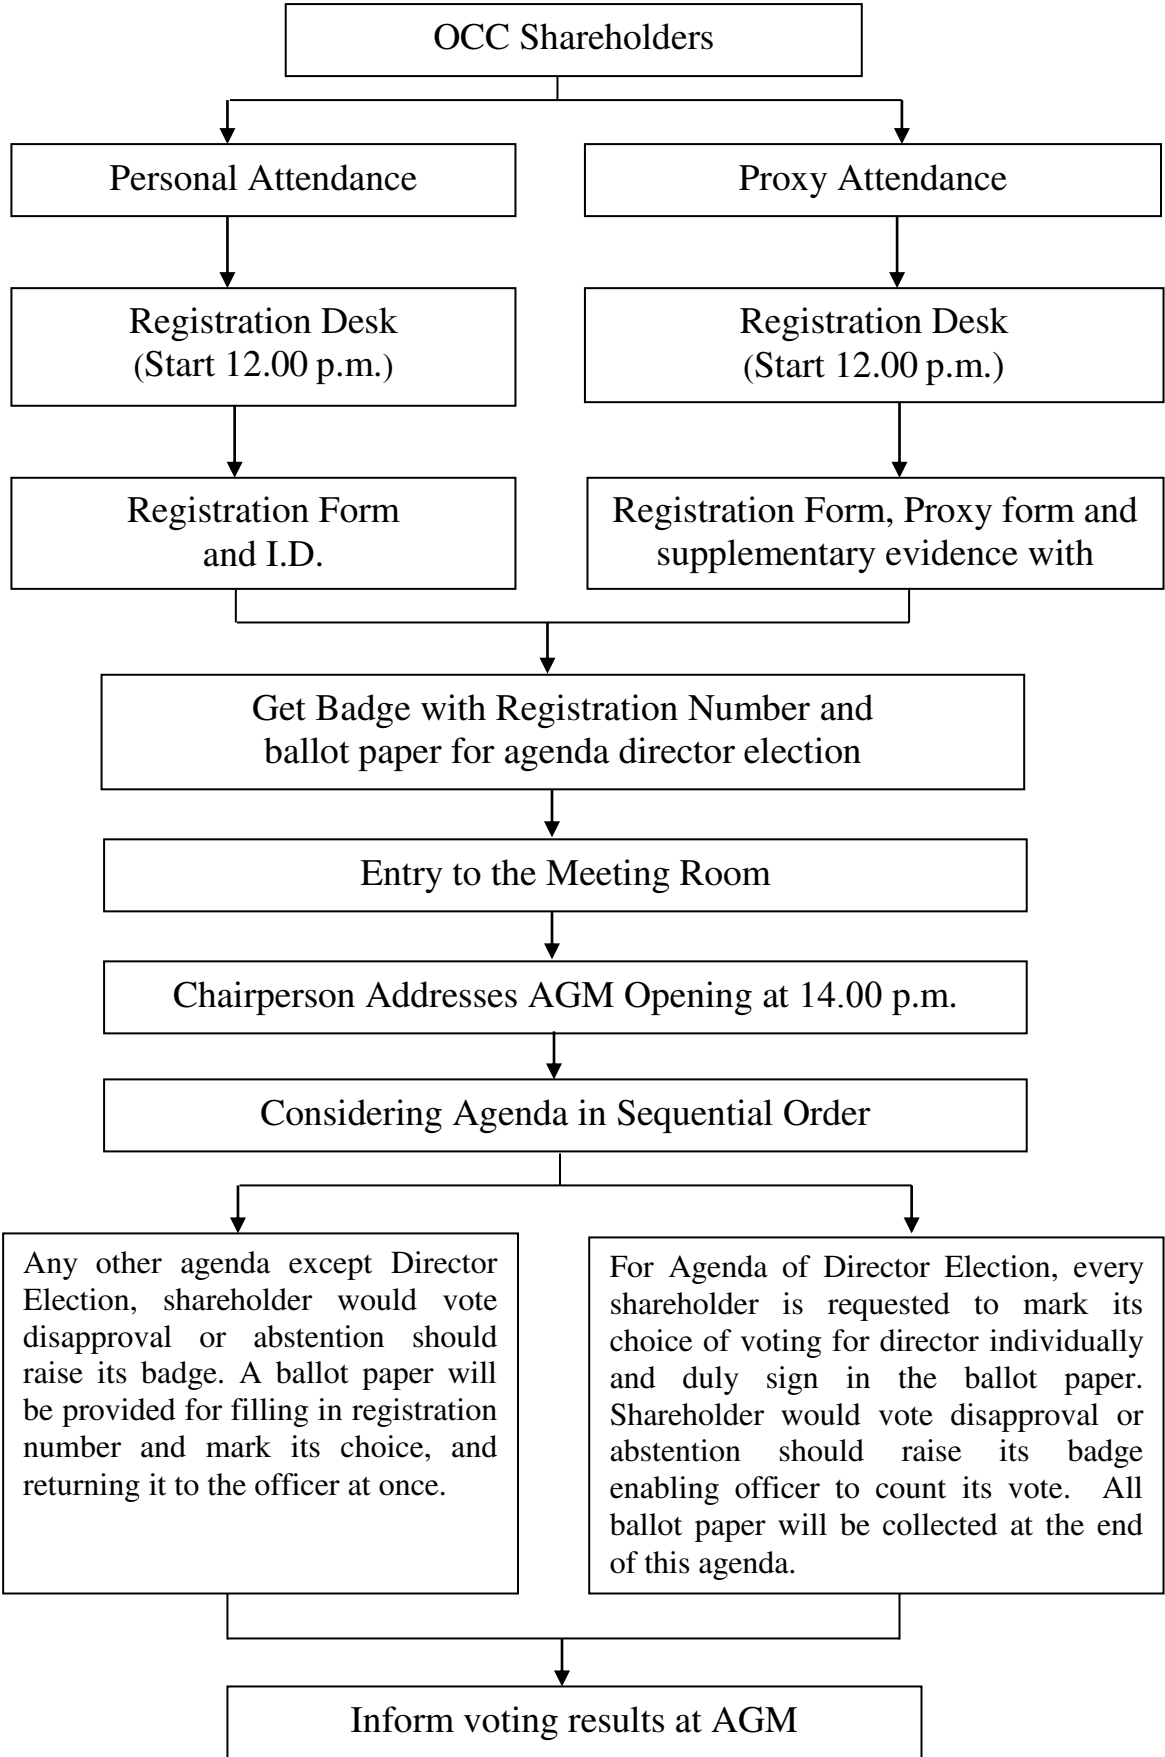 OCC Shareholders
Personal Attendance
Proxy Attendance
Registration Desk
(Start 12.00 p.m.)
Registration Desk
(Start 12.00 p.m.)
Registration Form
and I.D.
Registration Form, Proxy form and
supplementary evidence with
Get Badge with Registration Number and
ballot paper for agenda director election
Entry to the Meeting Room
Chairperson Addresses AGM Opening at 14.00 p.m.
Considering Agenda in Sequential Order
Any other agenda except Director
Election, shareholder would vote
disapproval or abstention should
raise its badge. A ballot paper will
be provided for filling in registration
number and mark its choice, and
returning it to the officer at once.
For Agenda of Director Election, every
shareholder is requested to mark its
choice of voting for director individually
and duly sign in the ballot paper.
Shareholder would vote disapproval or
abstention should raise its badge
enabling officer to count its vote. All
ballot paper will be collected at the end
of this agenda.
Inform voting results at AGM